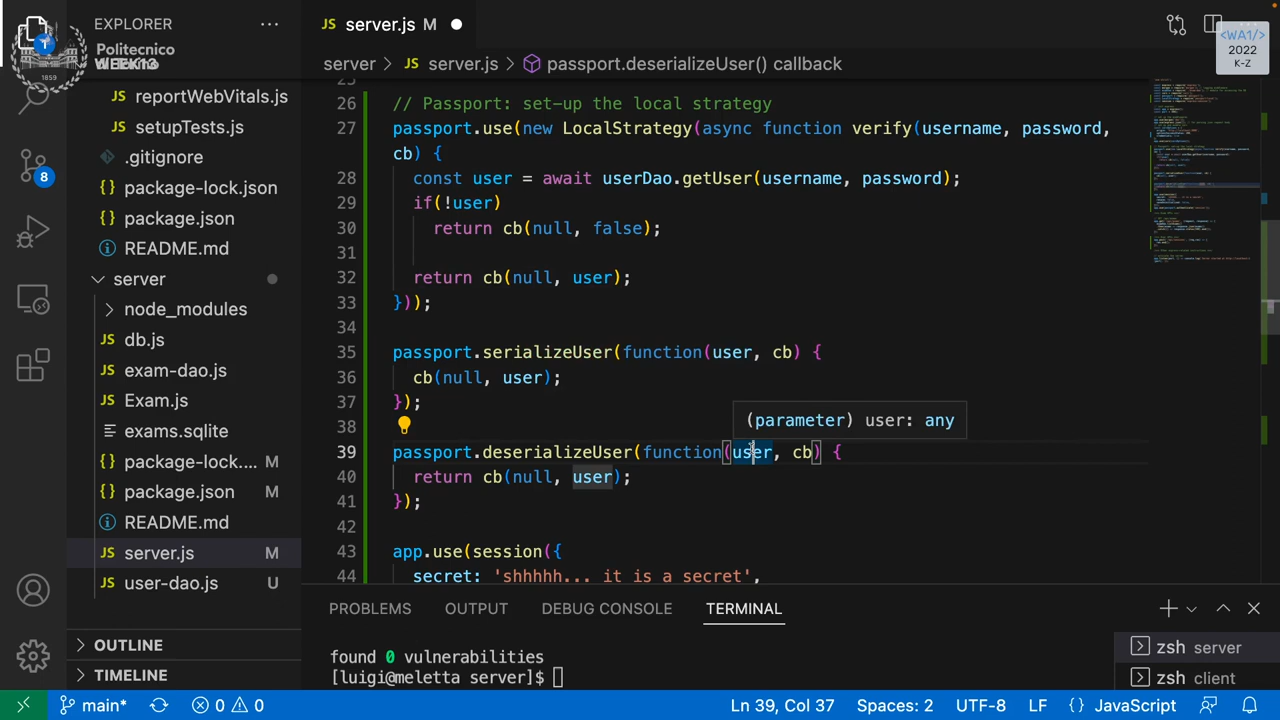 EXPLORER
Politecnico
WEEK13
1859
reportWebVitals.js
setupTests.js
.gitignore
package-lock.json
package.json
README.md
server
node_modules
db.js
exam-dao.js
Exam.js
exams.sqlite
package-lock.... M
package.json M
README.md
server.js M
user-dao.js U
OUTLINE
TIMELINE
8
JS server.js M
<WA1/>
2022
K-Z
server > JS server.js > passport.deserializeUser() callback
25
26 // Passport: set-up the local strategy
27 passport.use(new LocalStrategy(async function verify(username, password,
cb) {
28 const user = await userDao.getUser(username, password);
29 if(!user)
30 return cb(null, false);
31
32 return cb(null, user);
33 }));
34
35 passport.serializeUser(function(user, cb) {
36 cb(null, user);
37 });
38
(parameter) user: any
39 passport.deserializeUser(function(user, cb) {
40 return cb(null, user);
41 });
42
43 app.use(session({
44 secret: 'shhhhh... it is a secret',
PROBLEMS OUTPUT DEBUG CONSOLE TERMINAL
found 0 vulnerabilities
[luigi@meletta server]$
zsh server
zsh client
main* 0 0 Ln 39, Col 37 Spaces: 2 UTF-8 LF {} JavaScript